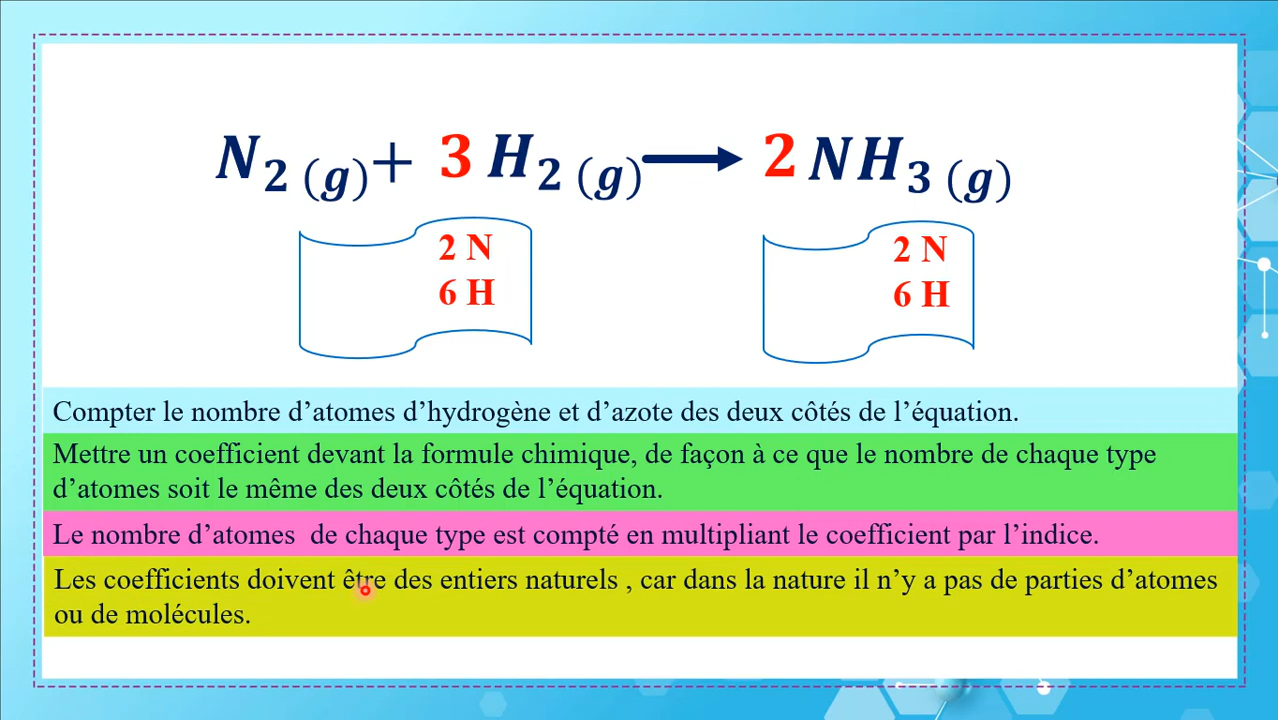 N2 (g)+ 3 H2 (g) ⟶ 2 NH3 (g)
2 N 2 N
6 H 6 H
Compter le nombre d’atomes d’hydrogène et d’azote des deux côtés de l’équation.
Mettre un coefficient devant la formule chimique, de façon à ce que le nombre de chaque type
d’atomes soit le même des deux côtés de l’équation.
Le nombre d’atomes de chaque type est compté en multipliant le coefficient par l’indice.
Les coefficients doivent être des entiers naturels , car dans la nature il n’y a pas de parties d’atomes
ou de molécules.